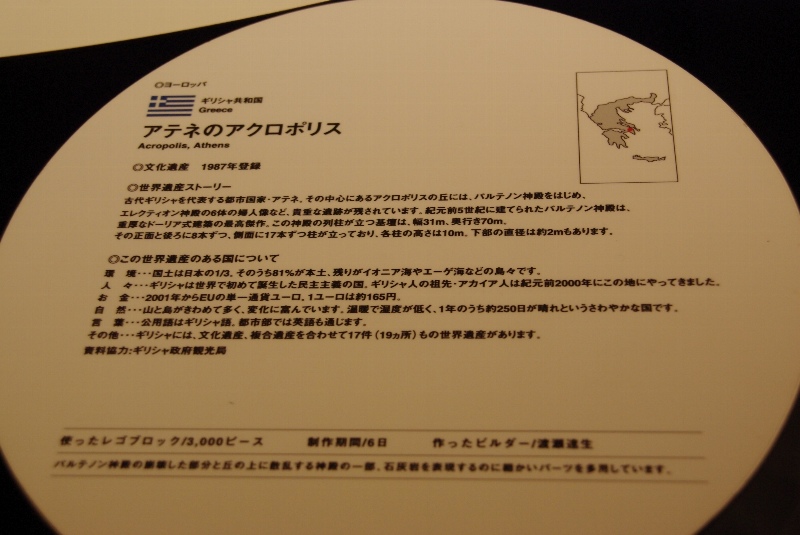 ◎ヨーロッパ
ギリシャ共和国
Greece
アテネのアクロポリス
Acropolis, Athens
◎文化遺産 1987年登録
◎世界遺産ストーリー
古代ギリシャを代表する都市国家・アテネ。その中心にあるアクロポリスの丘には、パルテノン神殿をはじめ、
エレクティオン神殿の6体の婦人像など、貴重な遺跡が残されています。紀元前5世紀に建てられたパルテノン神殿は、
重厚なドーリア式建築の最高傑作。この神殿の列柱が立つ基壇は、幅31m、奥行き70m。
その正面と後ろに8本ずつ、側面に17本ずつ柱が立っており、各柱の高さは10m。下部の直径は約2mもあります。
◎この世界遺産のある国について
環 境・・・国土は日本の1/3。そのうち81%が本土、残りがイオニア海やエーゲ海などの島々です。
人 々・・・ギリシャは世界で初めて誕生した民主主義の国。ギリシャ人の祖先・アカイア人は紀元前2000年にこの地にやってきました。
お 金・・・2001年からEUの単一通貨ユーロ。1ユーロは約165円。
自 然・・・山と島がきわめて多く、変化に富んでいます。温暖で湿度が低く、1年のうち約250日が晴れというさわやかな国です。
言 葉・・・公用語はギリシャ語。都市部では英語も通じます。
その他・・・ギリシャには、文化遺産、複合遺産を合わせて17件（19ヵ所）もの世界遺産があります。
資料協力:ギリシャ政府観光局
使ったレゴブロック/3,000ピース 制作期間/6日 作ったビルダー/渡瀬達生
パルテノン神殿の崩壊した部分と丘の上に散乱する神殿の一部、石灰岩を表現するのに細かいパーツを多用しています。